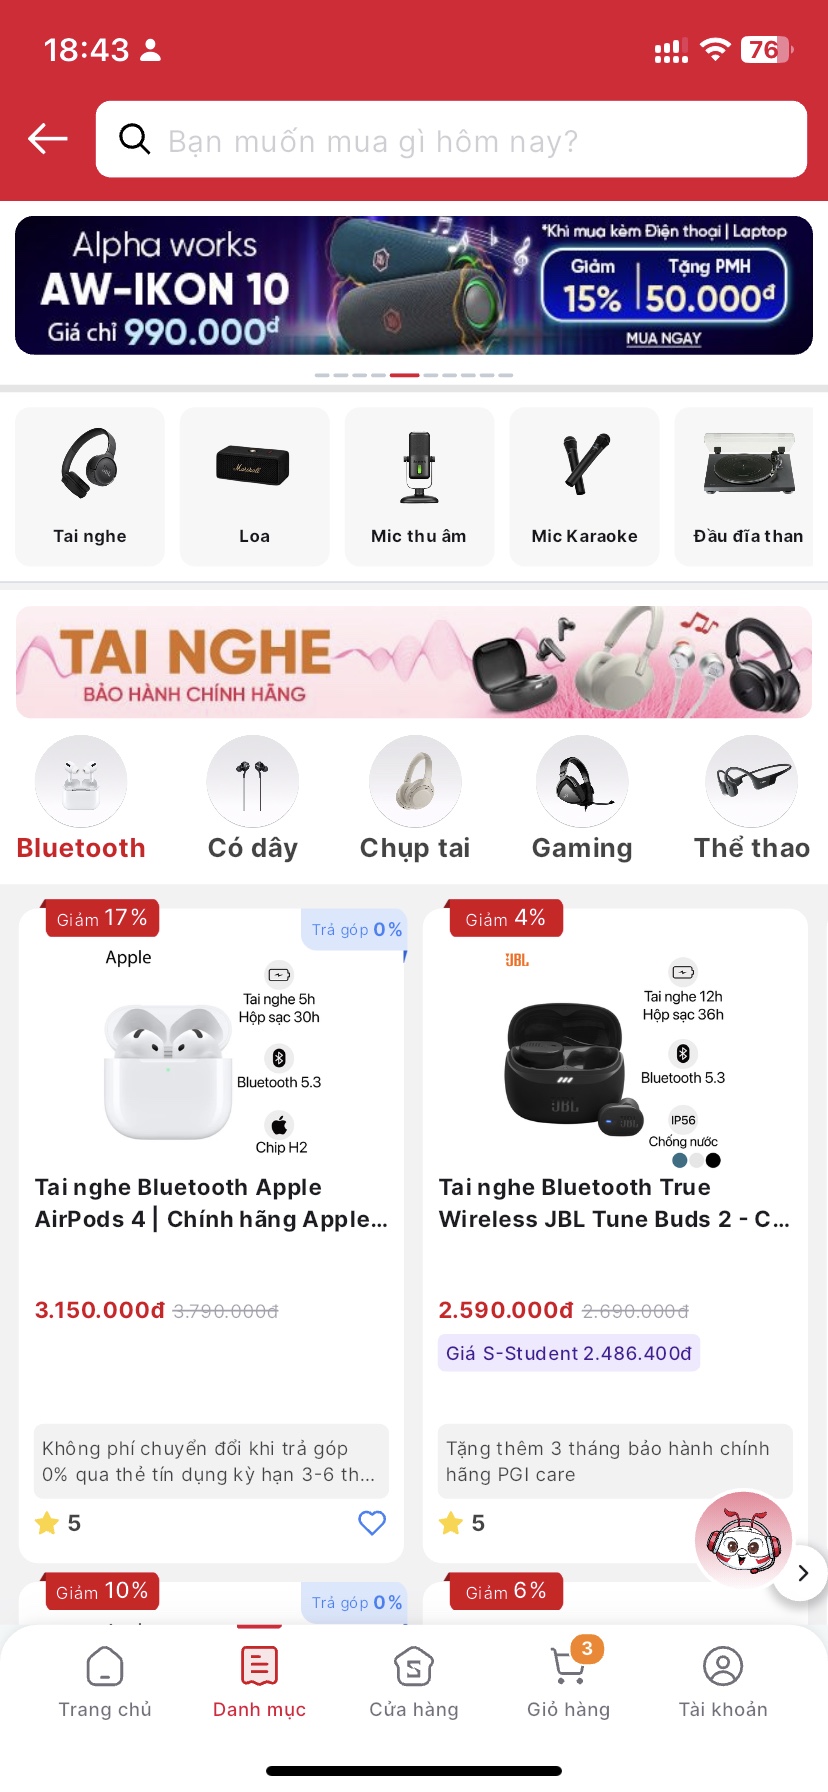 18:43
76
Bạn muốn mua gì hôm nay?
Alpha works
AW-IKON 10
Giá chỉ 990.000đ
*Khi mua kèm Điện thoại | Laptop
Giảm 15%
Tặng PMH 50.000đ
MUA NGAY
Marshall
Tai nghe
Loa
Mic thu âm
Mic Karaoke
Đầu đĩa than
TAI NGHE
BẢO HÀNH CHÍNH HÃNG
Bluetooth
Có dây
Chụp tai
Gaming
Thể thao
Giảm 17%
Trả góp 0%
Apple
Tai nghe 5h
Hộp sạc 30h
Bluetooth 5.3
Chip H2
Tai nghe Bluetooth Apple
AirPods 4 | Chính hãng Apple...
3.150.000đ 3.790.000đ
Không phí chuyển đổi khi trả góp
0% qua thẻ tín dụng kỳ hạn 3-6 th...
5
Giảm 4%
JBL
Tai nghe 12h
Hộp sạc 36h
Bluetooth 5.3
IP56
Chống nước
JBL
Tai nghe Bluetooth True
Wireless JBL Tune Buds 2 - C...
2.590.000đ 2.690.000đ
Giá S-Student 2.486.400đ
Tặng thêm 3 tháng bảo hành chính
hãng PGI care
5
Giảm 10%
Trả góp 0%
Giảm 6%
Trang chủ
Danh mục
Cửa hàng
3
Giỏ hàng
Tài khoản